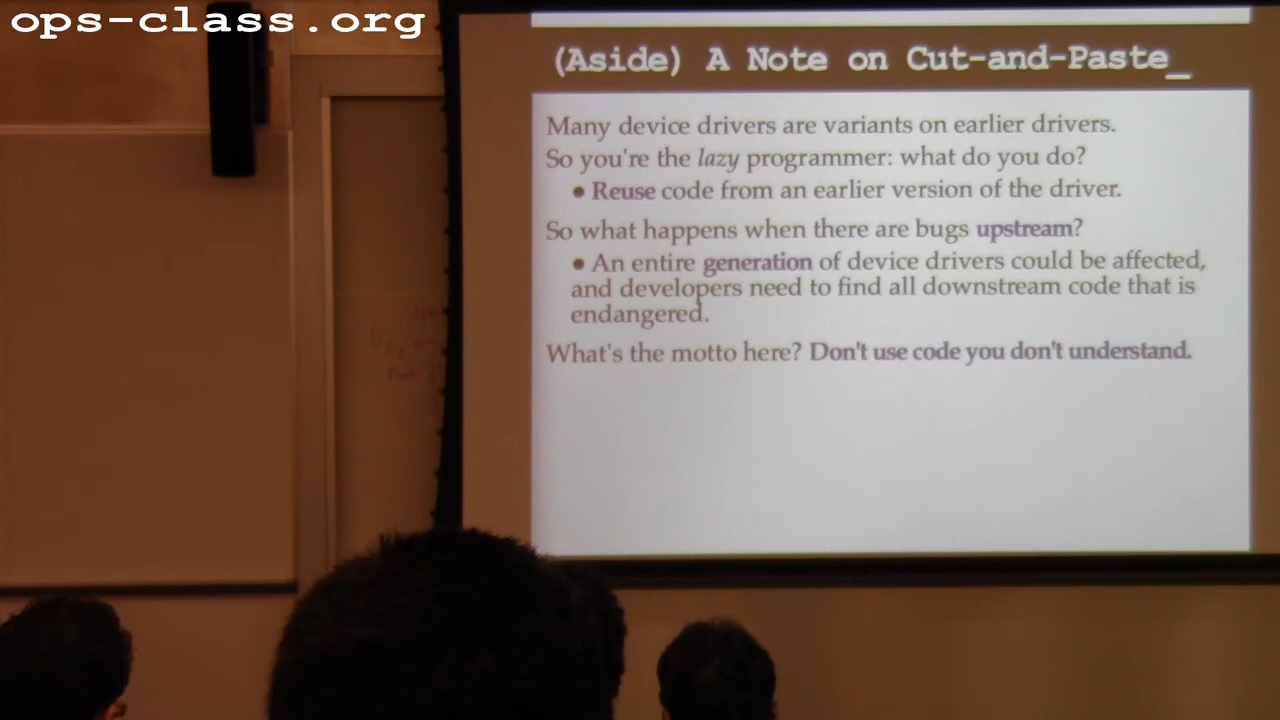 ops-class.org
(Aside) A Note on Cut-and-Paste_
Many device drivers are variants on earlier drivers.
So you're the lazy programmer: what do you do?
• Reuse code from an earlier version of the driver.
So what happens when there are bugs upstream?
• An entire generation of device drivers could be affected,
and developers need to find all downstream code that is
endangered.
What's the motto here? Don't use code you don't understand.